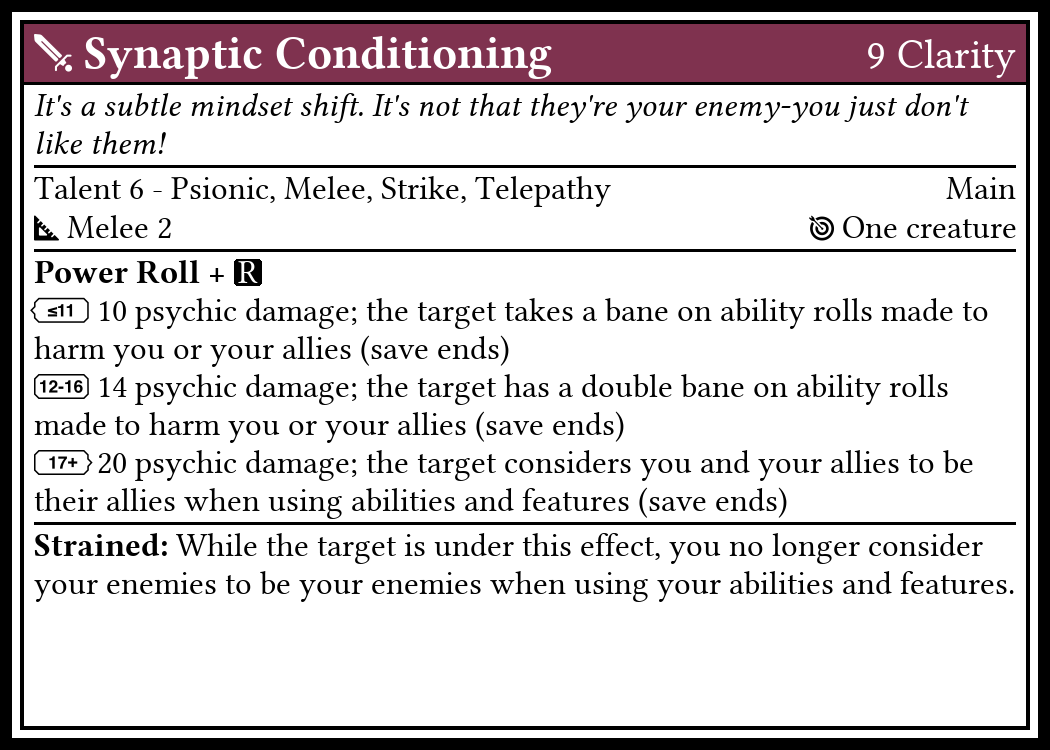 Synaptic Conditioning 9 Clarity
It's a subtle mindset shift. It's not that they're your enemy-you just don't
like them!
Talent 6 - Psionic, Melee, Strike, Telepathy Main
Melee 2 One creature
Power Roll + R
≤11 10 psychic damage; the target takes a bane on ability rolls made to
harm you or your allies (save ends)
12-16 14 psychic damage; the target has a double bane on ability rolls
made to harm you or your allies (save ends)
17+ 20 psychic damage; the target considers you and your allies to be
their allies when using abilities and features (save ends)
Strained: While the target is under this effect, you no longer consider
your enemies to be your enemies when using your abilities and features.